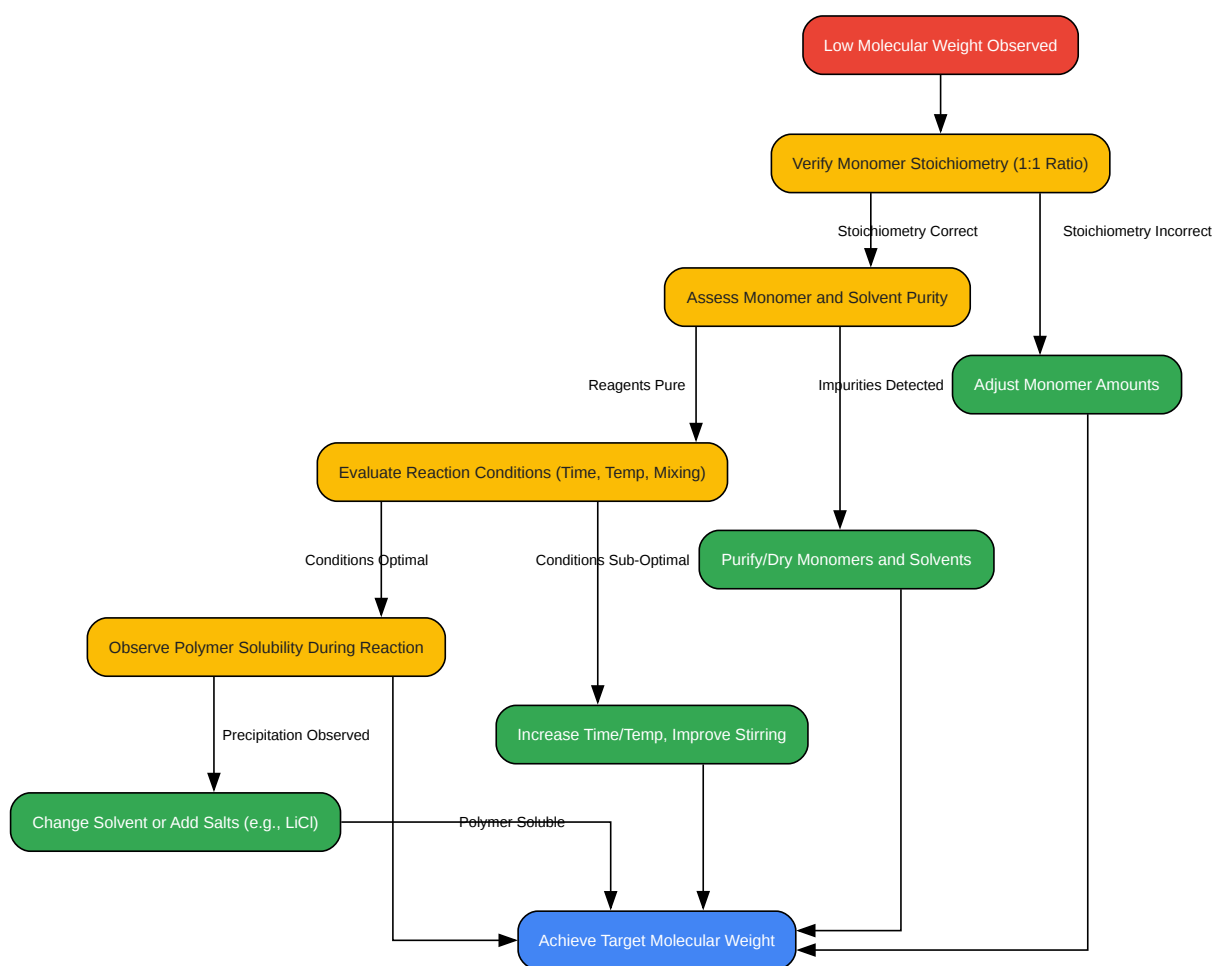 Low Molecular Weight Observed
Verify Monomer Stoichiometry (1:1 Ratio)
Stoichiometry Correct
Stoichiometry Incorrect
Assess Monomer and Solvent Purity
Reagents Pure
Impurities Detected
Adjust Monomer Amounts
Evaluate Reaction Conditions (Time, Temp, Mixing)
Conditions Optimal
Conditions Sub-Optimal
Purify/Dry Monomers and Solvents
Observe Polymer Solubility During Reaction
Precipitation Observed
Increase Time/Temp, Improve Stirring
Change Solvent or Add Salts (e.g., LiCl)
Polymer Soluble
Achieve Target Molecular Weight